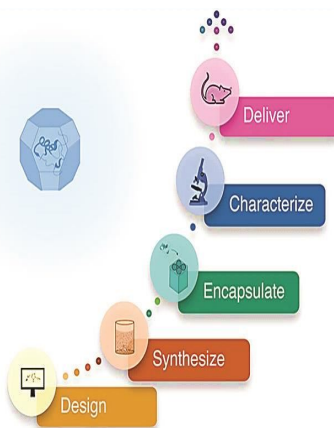 Deliver
Characterize
Encapsulate
Synthesize
Design